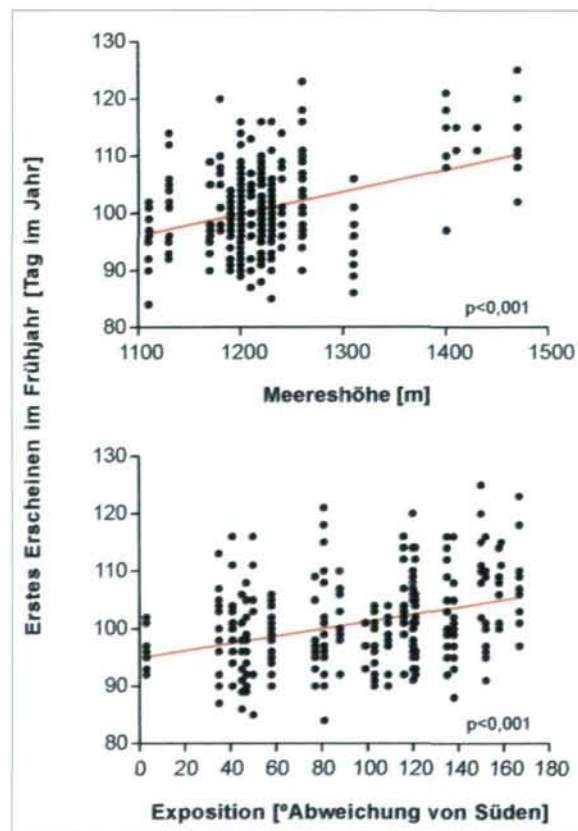 Erstes Erscheinen im Frühjahr [Tag im Jahr]
130
120
110
100
90
80
p<0,001
1100 1200 1300 1400 1500
Meereshöhe [m]
130
120
110
100
90
80
p<0,001
0 20 40 60 80 100 120 140 160 180
Exposition [°Abweichung von Süden]